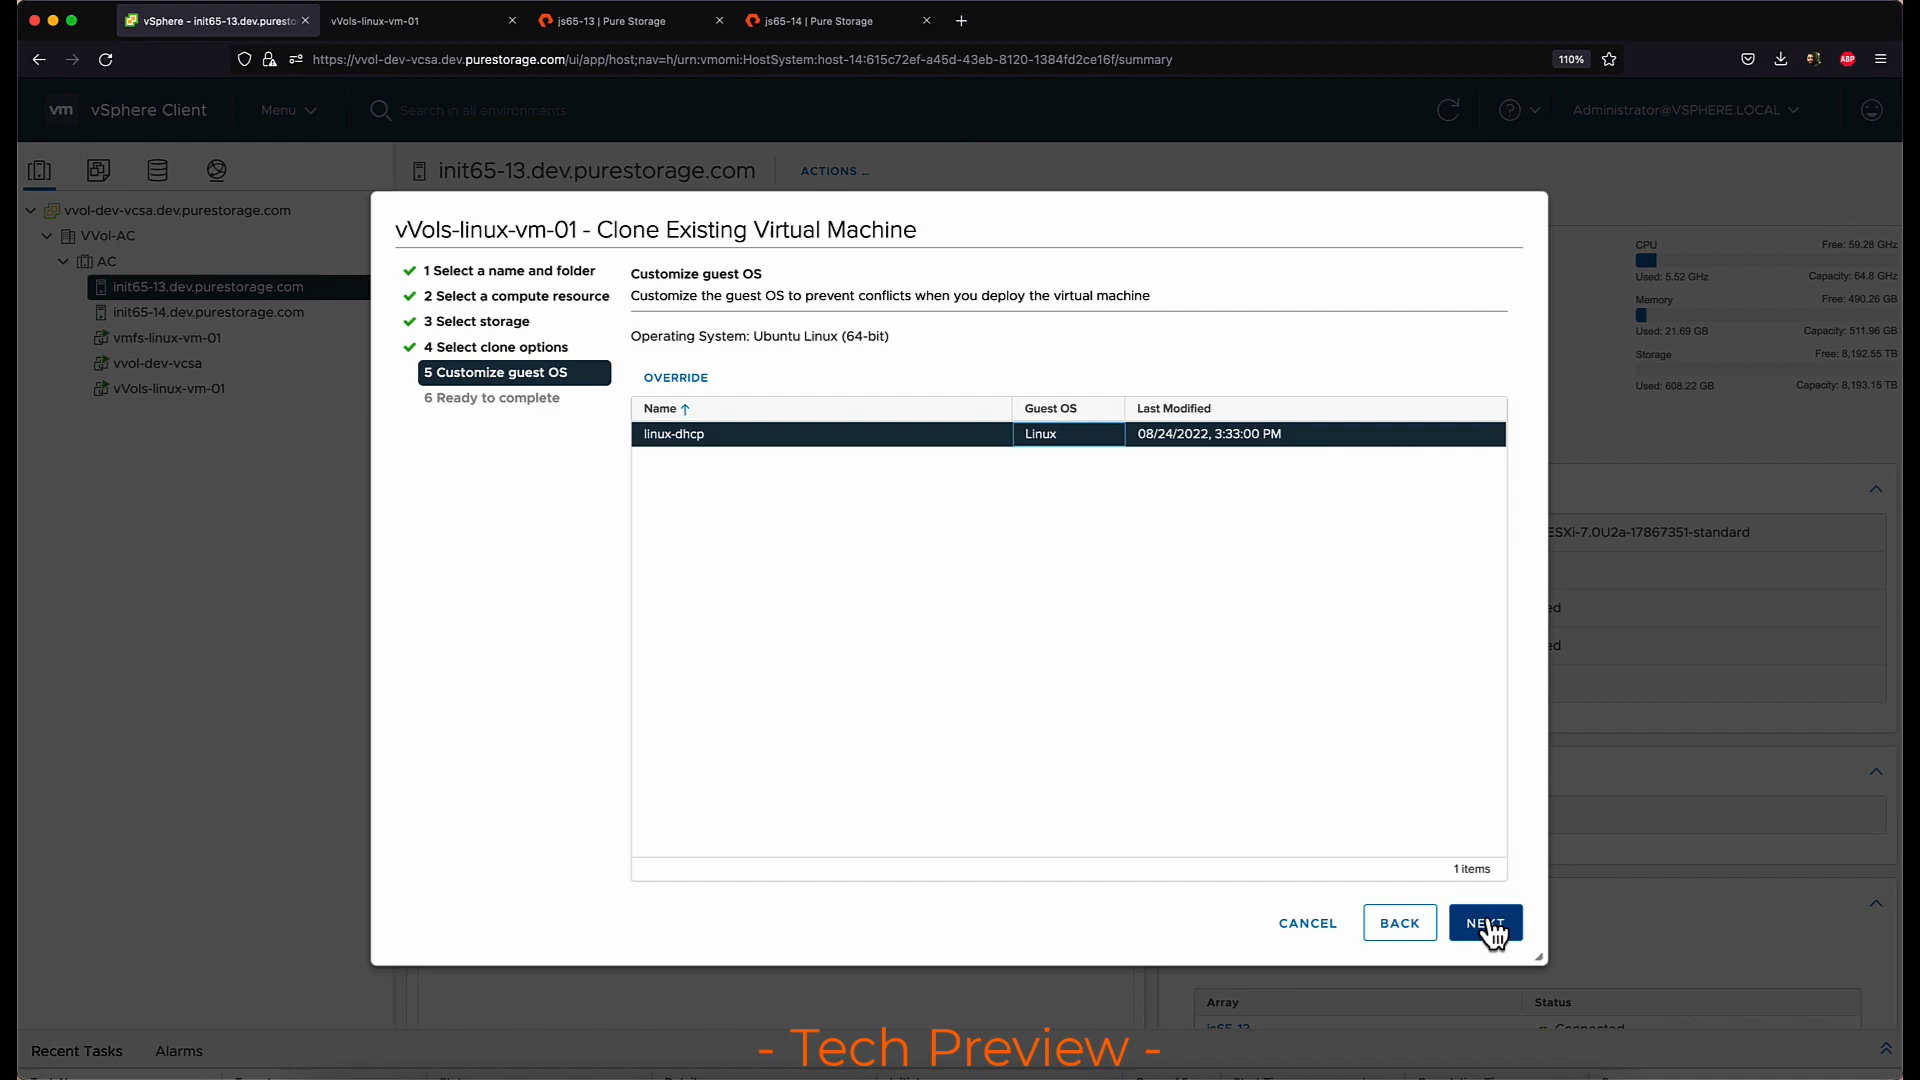 vSphere - init65-13.dev.puresto
vVols-linux-vm-01
js65-13 | Pure Storage
js65-14 | Pure Storage
https://vvol-dev-vcsa.dev.purestorage.com/ui/app/host;nav=h/urn:vmomi:HostSystem:host-14:615c72ef-a45d-43eb-8120-1384fd2ce16f/summary
110%
ABP
vm vSphere Client
Menu
Search in all environments
Administrator@VSPHERE.LOCAL
init65-13.dev.purestorage.com
ACTIONS
vvol-dev-vcsa.dev.purestorage.com
VVol-AC
AC
init65-13.dev.purestorage.com
init65-14.dev.purestorage.com
vmfs-linux-vm-01
vvol-dev-vcsa
vVols-linux-vm-01
vVols-linux-vm-01 - Clone Existing Virtual Machine
1 Select a name and folder
2 Select a compute resource
3 Select storage
4 Select clone options
5 Customize guest OS
6 Ready to complete
Customize guest OS
Customize the guest OS to prevent conflicts when you deploy the virtual machine
Operating System: Ubuntu Linux (64-bit)
OVERRIDE
Name Guest OS Last Modified
linux-dhcp Linux 08/24/2022, 3:33:00 PM
1 items
CANCEL BACK NEXT
CPU Free: 59.28 GHz
Used: 5.52 GHz Capacity: 64.8 GHz
Memory Free: 490.26 GB
Used: 21.69 GB Capacity: 511.96 GB
Storage Free: 8,192.55 TB
Used: 608.22 GB Capacity: 8,193.15 TB
ESXi-7.0U2a-17867351-standard
ed
ed
Array Status
js65-13 Connected
Recent Tasks Alarms
- Tech Preview -